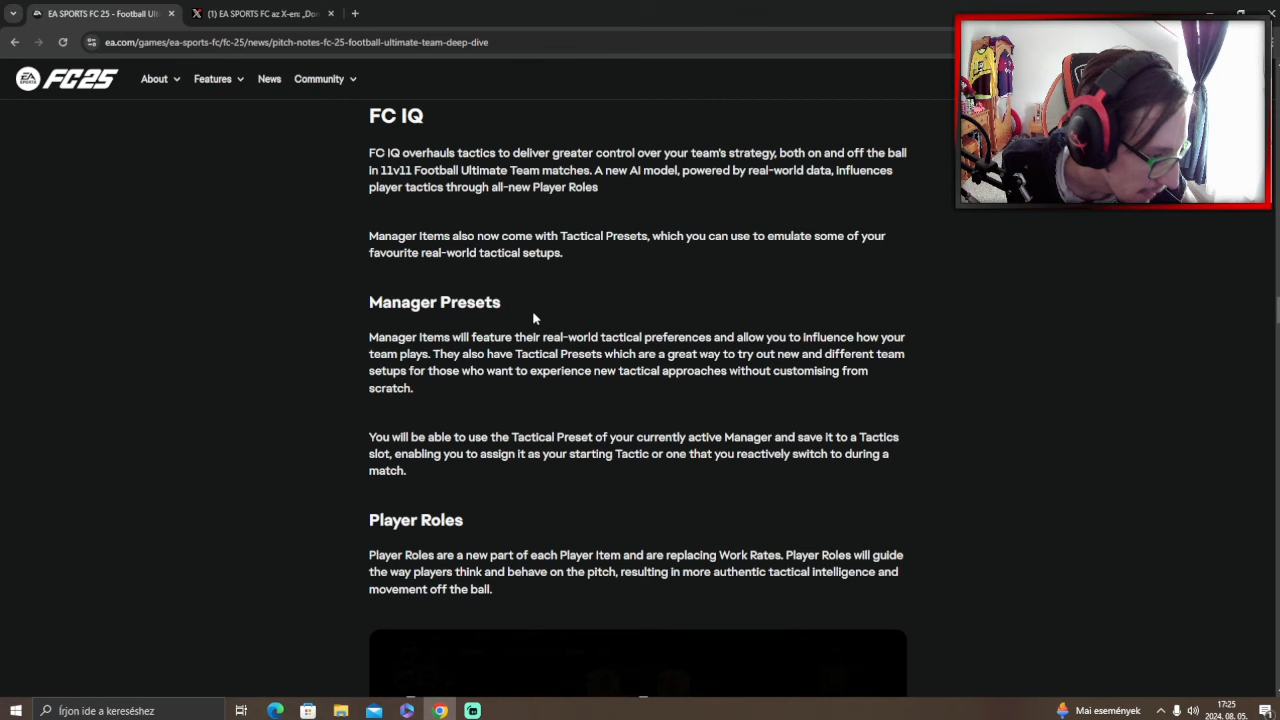 EA SPORTS FC 25 - Football Ult
(1) EA SPORTS FC az X-en: „Don
ea.com/games/ea-sports-fc/fc-25/news/pitch-notes-fc-25-football-ultimate-team-deep-dive
EA SPORTS FC25 About Features News Community
FC IQ
FC IQ overhauls tactics to deliver greater control over your team's strategy, both on and off the ball
in 11v11 Football Ultimate Team matches. A new AI model, powered by real-world data, influences
player tactics through all-new Player Roles
Manager Items also now come with Tactical Presets, which you can use to emulate some of your
favourite real-world tactical setups.
Manager Presets
Manager Items will feature their real-world tactical preferences and allow you to influence how your
team plays. They also have Tactical Presets which are a great way to try out new and different team
setups for those who want to experience new tactical approaches without customising from
scratch.
You will be able to use the Tactical Preset of your currently active Manager and save it to a Tactics
slot, enabling you to assign it as your starting Tactic or one that you reactively switch to during a
match.
Player Roles
Player Roles are a new part of each Player Item and are replacing Work Rates. Player Roles will guide
the way players think and behave on the pitch, resulting in more authentic tactical intelligence and
movement off the ball.
Írjon ide a kereséshez
Mai események
17:25
2024. 08. 05.